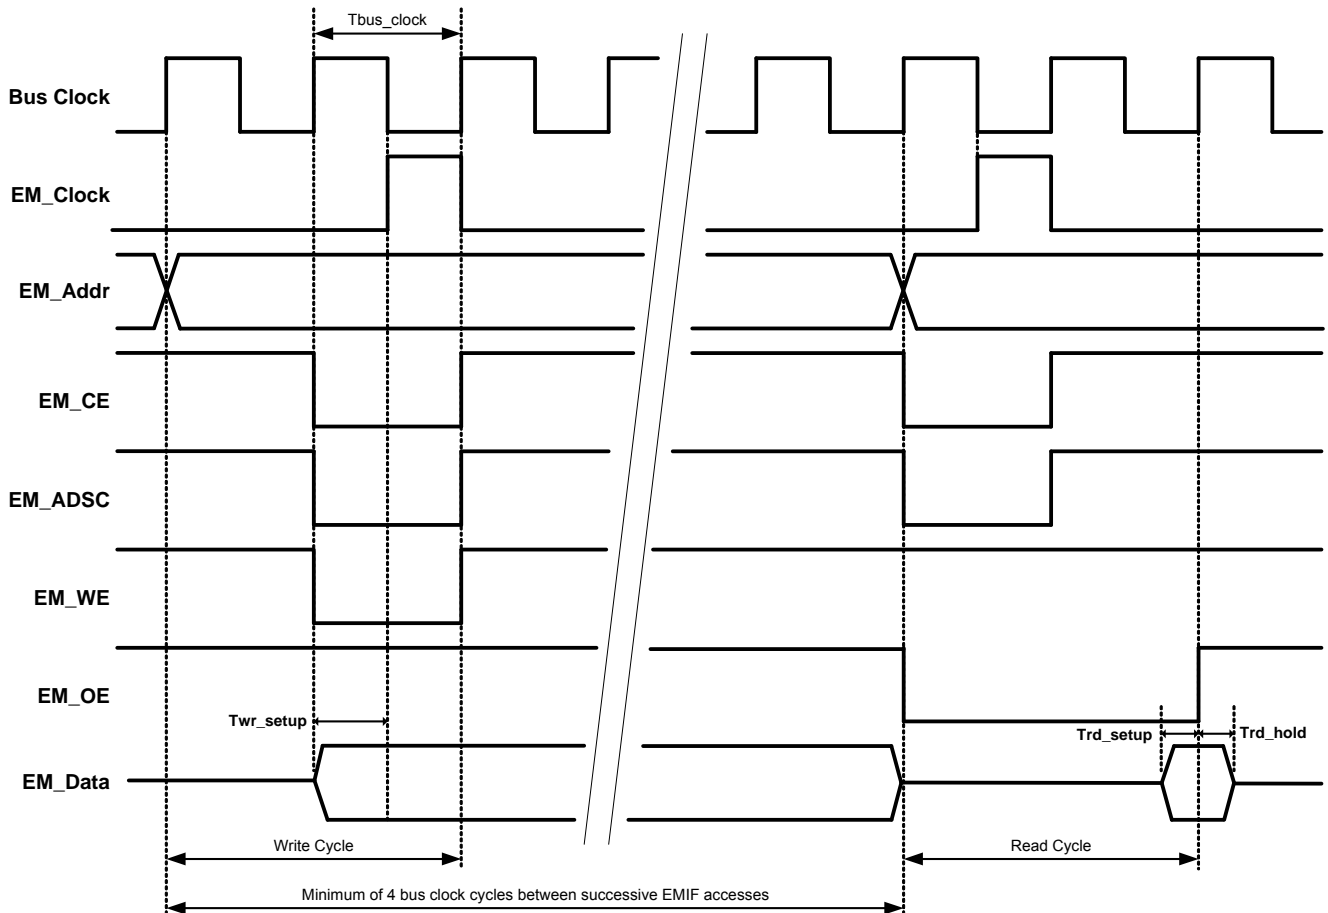 Tbus_clock
Bus Clock
EM_Clock
EM_Addr
EM_CE
EM_ADSC
EM_WE
EM_OE
Twr_setup
Trd_setup
Trd_hold
EM_Data
Write Cycle
Read Cycle
Minimum of 4 bus clock cycles between successive EMIF accesses